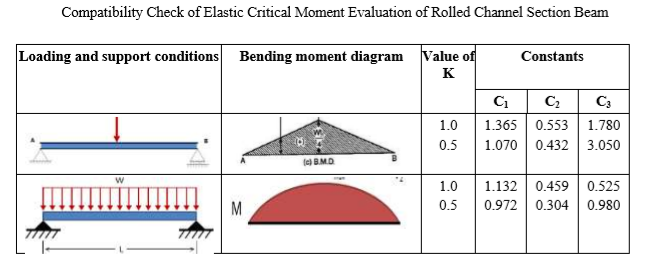 Compatibility Check of Elastic Critical Moment Evaluation of Rolled Channel Section Beam
Loading and support conditions Bending moment diagram Value of K Constants
C₁ C₂ C₃
A B
(a)
A B
(c) B.M.D.
1.0 1.365 0.553 1.780
0.5 1.070 0.432 3.050
W
L
M
1.0 1.132 0.459 0.525
0.5 0.972 0.304 0.980